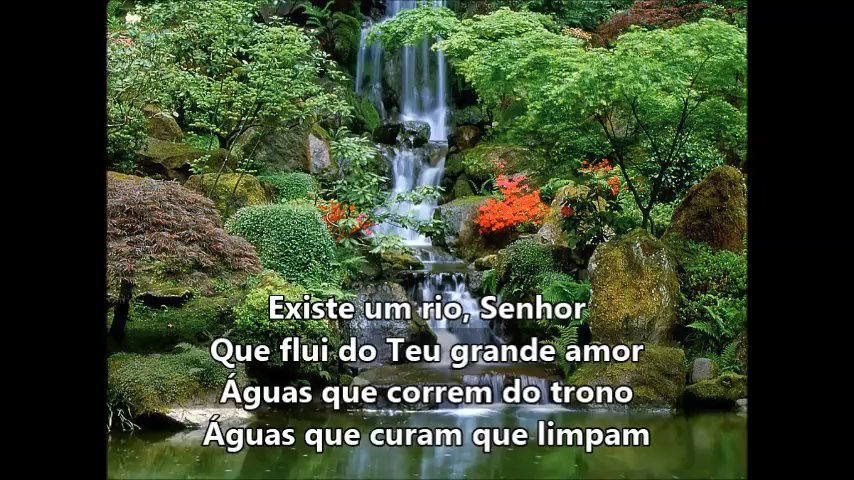 Existe um rio, Senhor
Que flui do Teu grande amor
Águas que correm do trono
Águas que curam que limpam